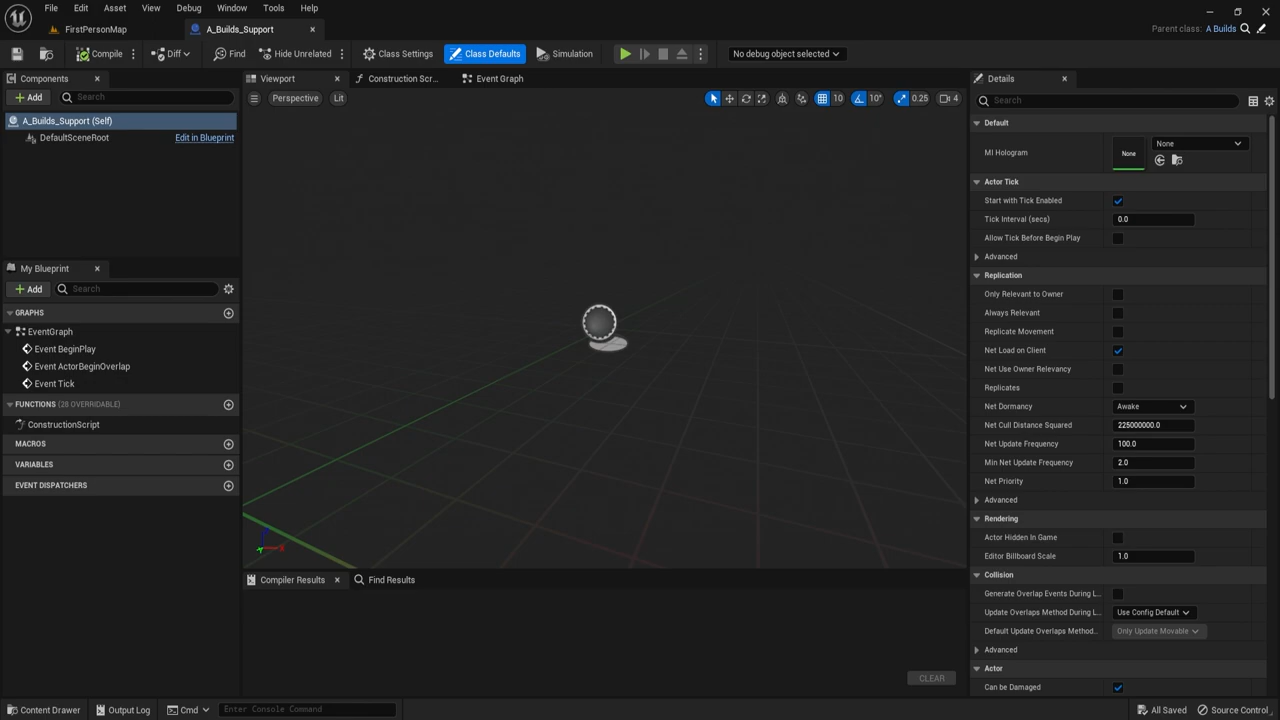 File Edit Asset View Debug Window Tools Help
FirstPersonMap
A_Builds_Support
Parent class: A Builds
Compile Diff Find Hide Unrelated Class Settings Class Defaults Simulation No debug object selected
Components
Add Search
A_Builds_Support (Self)
DefaultSceneRoot Edit in Blueprint
My Blueprint
Add Search
GRAPHS
EventGraph
Event BeginPlay
Event ActorBeginOverlap
Event Tick
FUNCTIONS (28 OVERRIDABLE)
ConstructionScript
MACROS
VARIABLES
EVENT DISPATCHERS
Viewport Construction Scr... Event Graph
Perspective Lit 10 10° 0.25 4
Z
Y X
Compiler Results Find Results
CLEAR
Details
Search
Default
MI Hologram None None
Actor Tick
Start with Tick Enabled
Tick Interval (secs) 0.0
Allow Tick Before Begin Play
Advanced
Replication
Only Relevant to Owner
Always Relevant
Replicate Movement
Net Load on Client
Net Use Owner Relevancy
Replicates
Net Dormancy Awake
Net Cull Distance Squared 225000000.0
Net Update Frequency 100.0
Min Net Update Frequency 2.0
Net Priority 1.0
Advanced
Rendering
Actor Hidden In Game
Editor Billboard Scale 1.0
Collision
Generate Overlap Events During L...
Update Overlaps Method During L... Use Config Default
Default Update Overlaps Method... Only Update Movable
Advanced
Actor
Can be Damaged
Content Drawer Output Log Cmd Enter Console Command All Saved Source Control